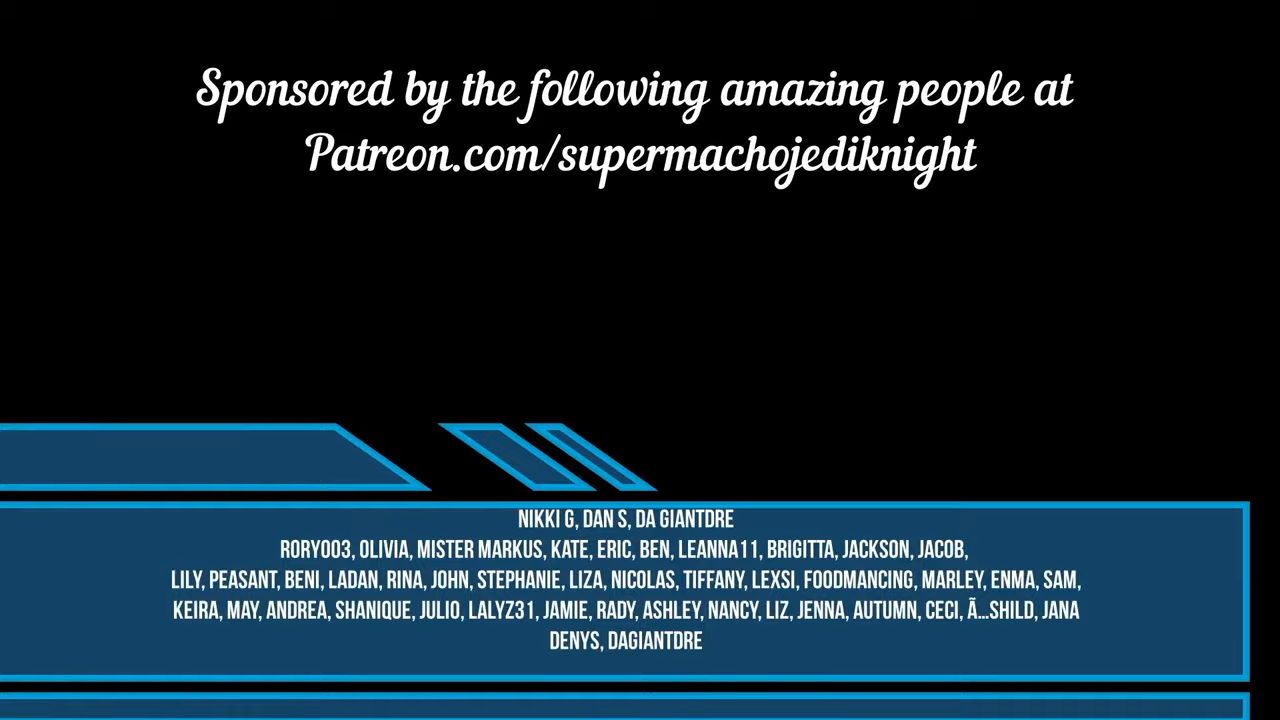 Sponsored by the following amazing people at
Patreon.com/supermachojediknight
NIKKI G, DAN S, DA GIANTDRE
RORY003, OLIVIA, MISTER MARKUS, KATE, ERIC, BEN, LEANNA11, BRIGITTA, JACKSON, JACOB,
LILY, PEASANT, BENI, LADAN, RINA, JOHN, STEPHANIE, LIZA, NICOLAS, TIFFANY, LEXSI, FOODMANCING, MARLEY, ENMA, SAM,
KEIRA, MAY, ANDREA, SHANIQUE, JULIO, LALYZ31, JAMIE, RADY, ASHLEY, NANCY, LIZ, JENNA, AUTUMN, CECI, Ã…SHILD, JANA
DENYS, DAGIANTDRE